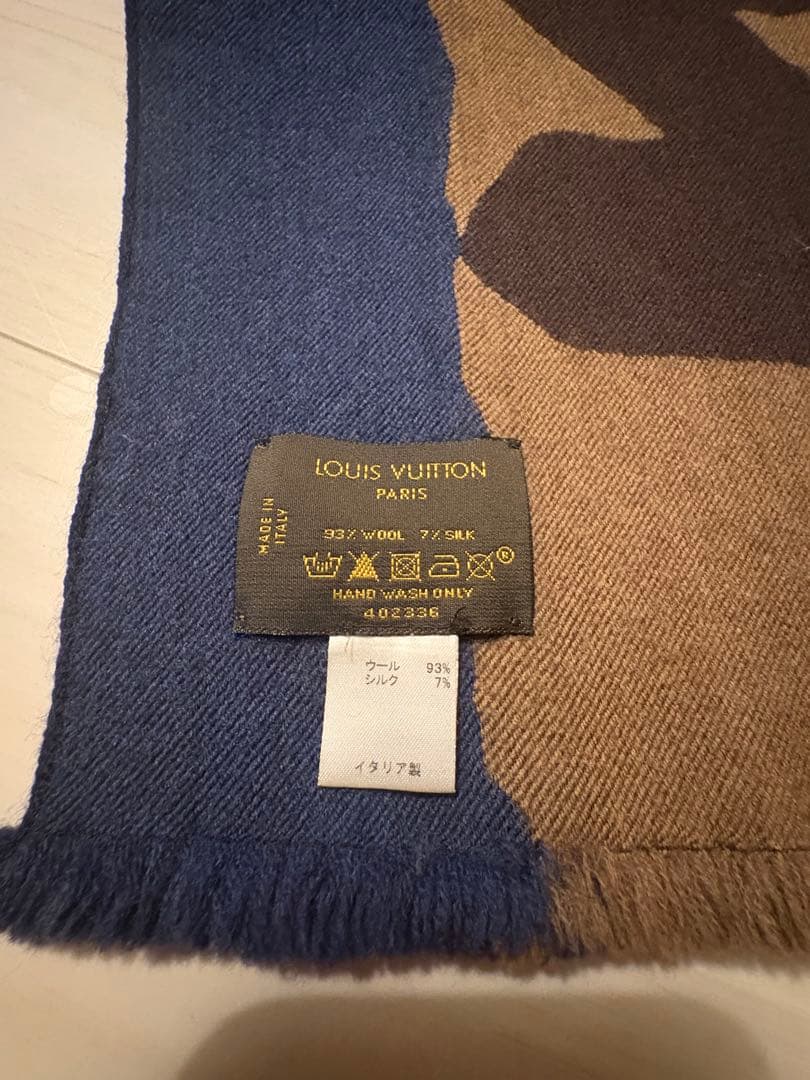 LOUIS VUITTON
PARIS
MADE IN
ITALY
93% WOOL 7% SILK
®
HAND WASH ONLY
402336
ウール 93%
シルク 7%
イタリア製